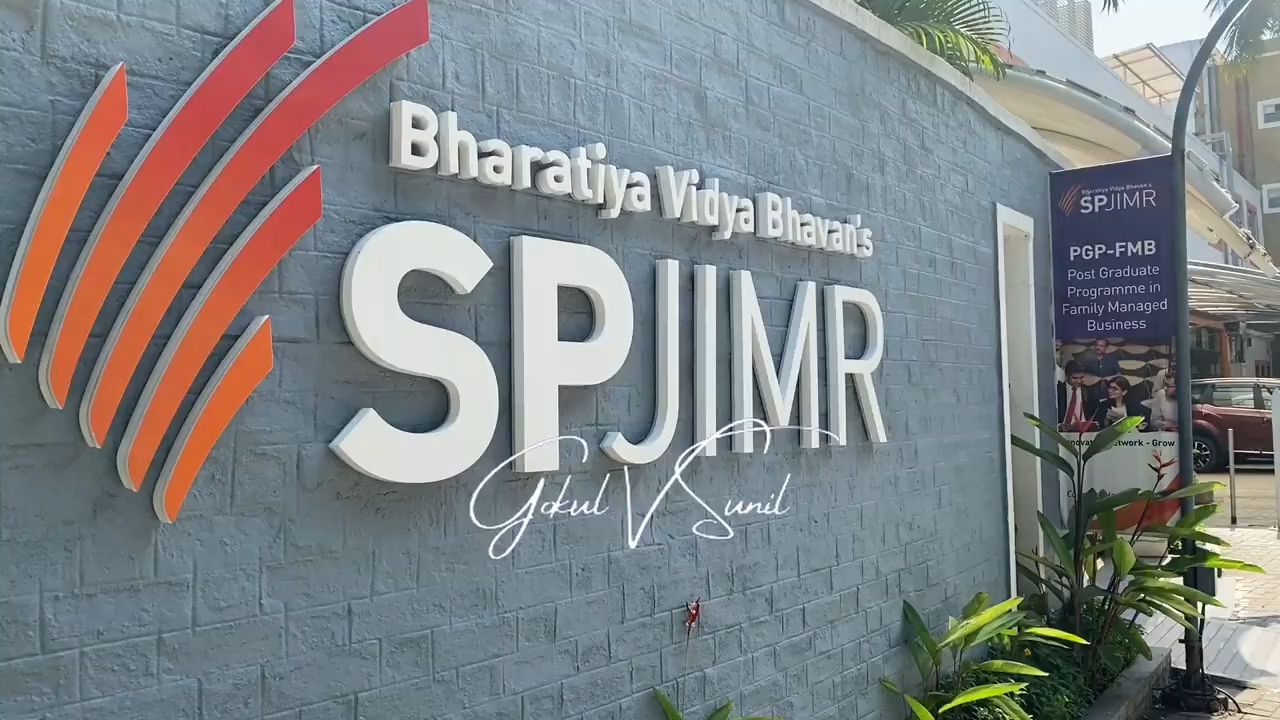 Bharatiya Vidya Bhavan's
SPJIMR
Gokul V Sunil
Bharatiya Vidya Bhavan's
SPJIMR
PGP-FMB
Post Graduate
Programme in
Family Managed
Business
Network - Grow